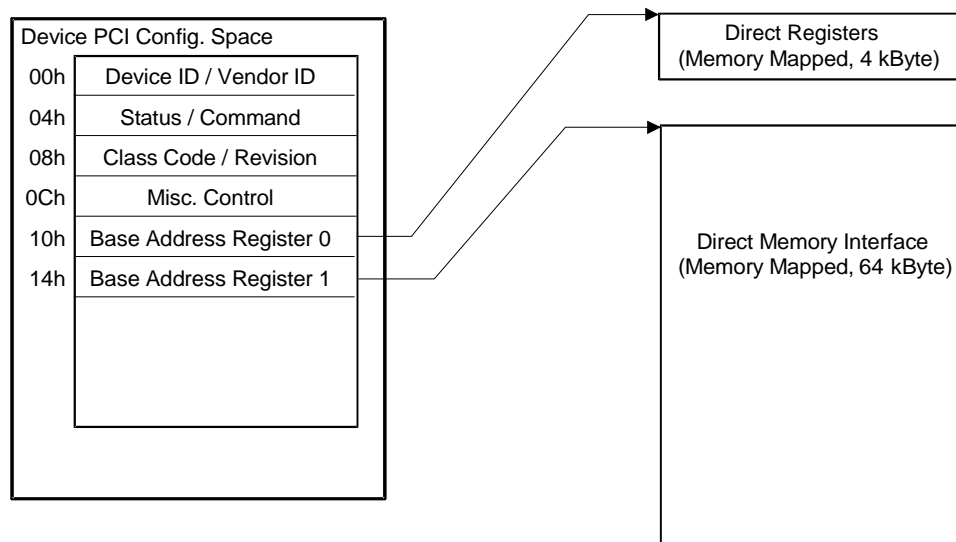 Device PCI Config. Space
00h Device ID / Vendor ID
04h Status / Command
08h Class Code / Revision
0Ch Misc. Control
10h Base Address Register 0
14h Base Address Register 1
Direct Registers
(Memory Mapped, 4 kByte)
Direct Memory Interface
(Memory Mapped, 64 kByte)